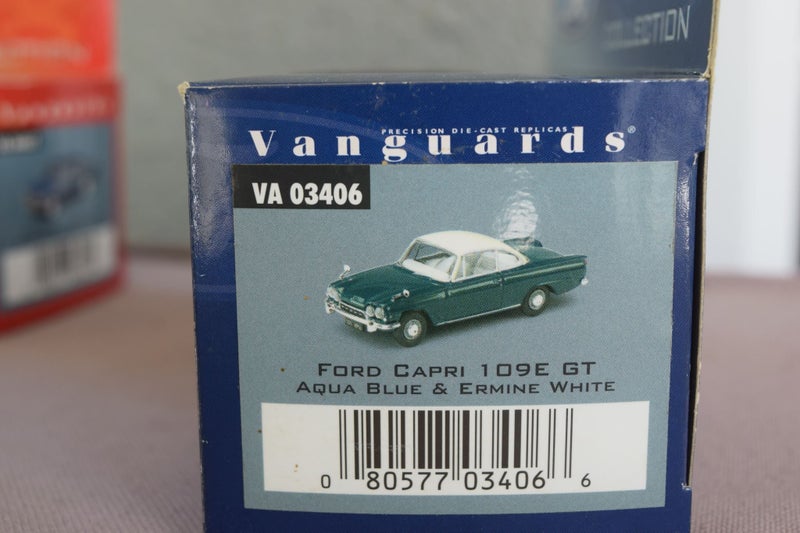 COLLECTION
PRECISION DIE-CAST REPLICAS
Vanguards®
VA 03406
FORD CAPRI 109E GT
AQUA BLUE & ERMINE WHITE
0 80577 03406 6